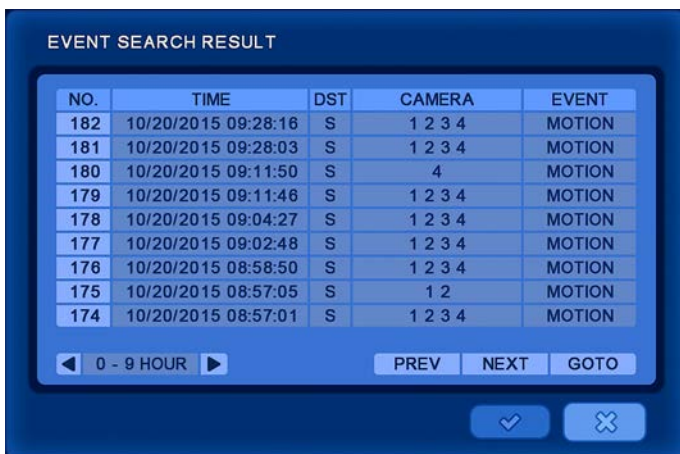 EVENT SEARCH RESULT
NO. TIME DST CAMERA EVENT
182 10/20/2015 09:28:16 S 1 2 3 4 MOTION
181 10/20/2015 09:28:03 S 1 2 3 4 MOTION
180 10/20/2015 09:11:50 S 4 MOTION
179 10/20/2015 09:11:46 S 1 2 3 4 MOTION
178 10/20/2015 09:04:27 S 1 2 3 4 MOTION
177 10/20/2015 09:02:48 S 1 2 3 4 MOTION
176 10/20/2015 08:58:50 S 1 2 3 4 MOTION
175 10/20/2015 08:57:05 S 1 2 MOTION
174 10/20/2015 08:57:01 S 1 2 3 4 MOTION
0 - 9 HOUR PREV NEXT GOTO